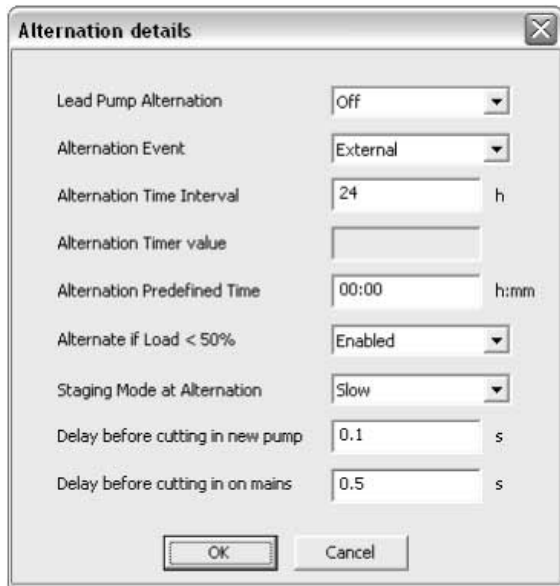 Alternation details
Lead Pump Alternation Off
Alternation Event External
Alternation Time Interval 24 h
Alternation Timer value
Alternation Predefined Time 00:00 h:mm
Alternate if Load < 50% Enabled
Staging Mode at Alternation Slow
Delay before cutting in new pump 0.1 s
Delay before cutting in on mains 0.5 s
OK Cancel